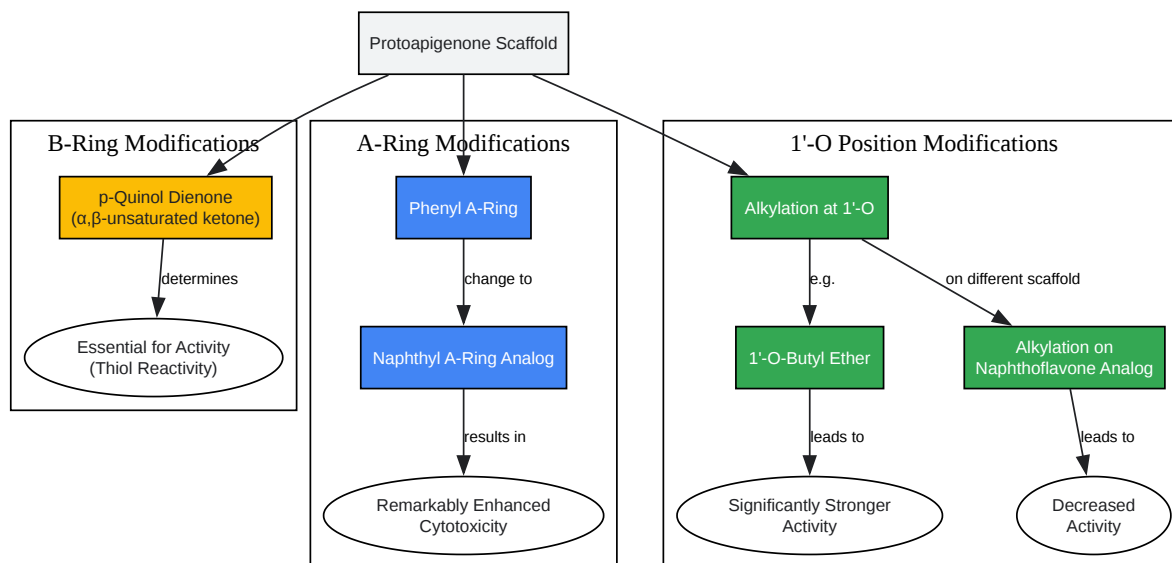 Protoapigenone Scaffold
B-Ring Modifications
A-Ring Modifications
1'-O Position Modifications
p-Quinol Dienone
(α,β-unsaturated ketone)
Phenyl A-Ring
Alkylation at 1'-O
determines
change to
e.g.
on different scaffold
Essential for Activity
(Thiol Reactivity)
Naphthyl A-Ring Analog
1'-O-Butyl Ether
Alkylation on
Naphthoflavone Analog
results in
leads to
leads to
Remarkably Enhanced
Cytotoxicity
Significantly Stronger
Activity
Decreased
Activity